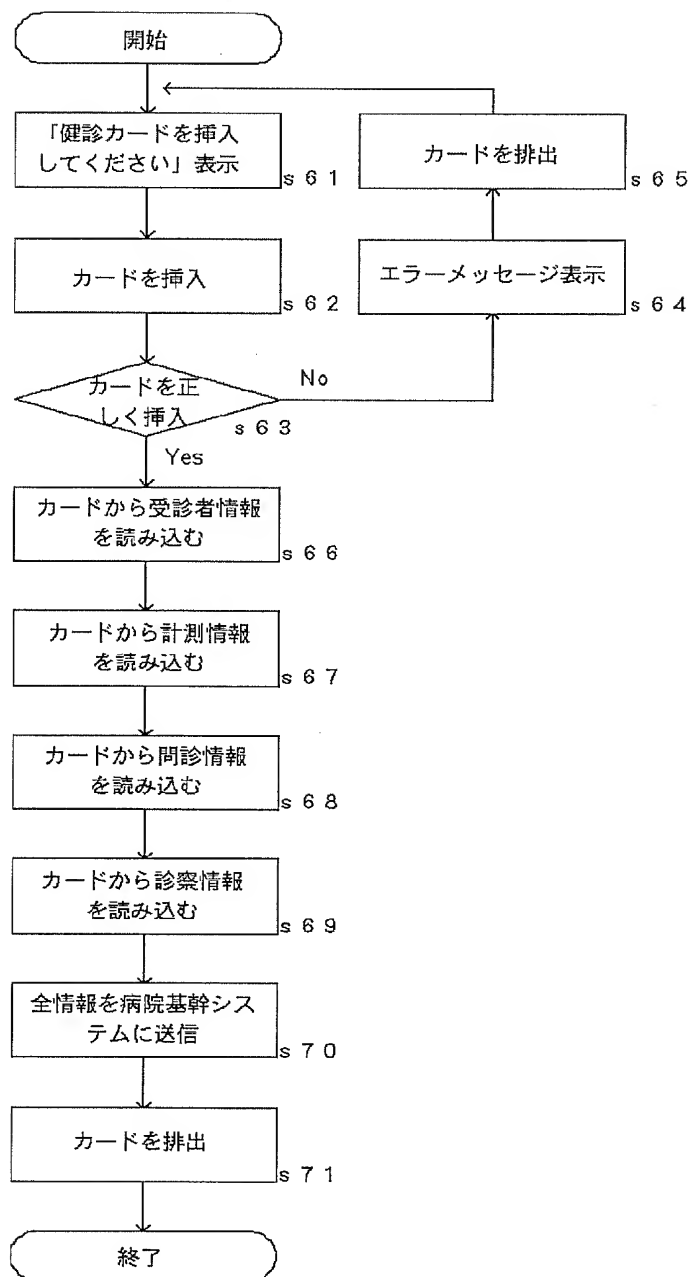 開始
「健診カードを挿入
してください」表示
s61
カードを排出
s65
カードを挿入
s62
エラーメッセージ表示
s64
カードを正
しく挿入
s63
No
Yes
カードから受診者情報
を読み込む
s66
カードから計測情報
を読み込む
s67
カードから問診情報
を読み込む
s68
カードから診察情報
を読み込む
s69
全情報を病院基幹シス
テムに送信
s70
カードを排出
s71
終了